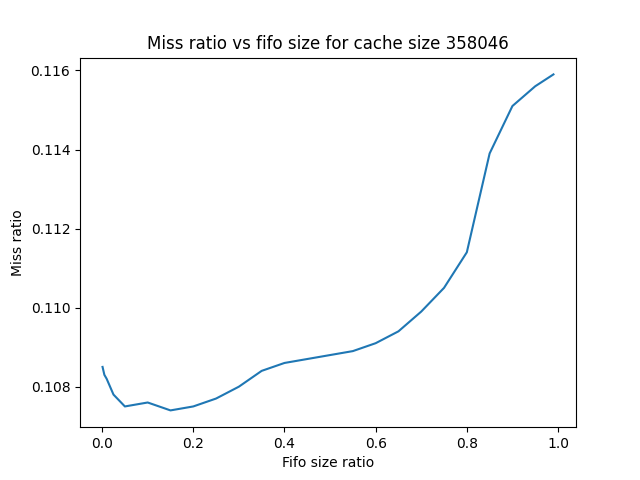 Miss ratio vs fifo size for cache size 358046
0.116
0.114
0.112
0.110
0.108
Miss ratio
0.0 0.2 0.4 0.6 0.8 1.0
Fifo size ratio